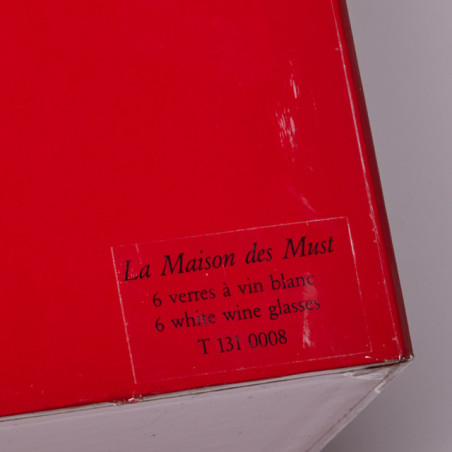 La Maison des Must
6 verres à vin blanc
6 white wine glasses
T 131 0008